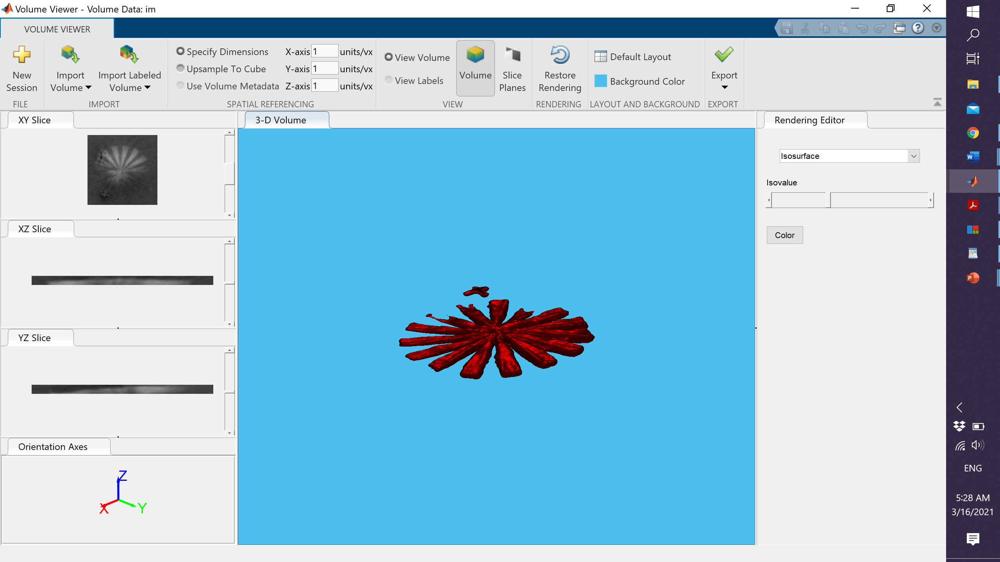 Volume Viewer - Volume Data: im
VOLUME VIEWER
New Session
Import Volume
Import Labeled Volume
Specify Dimensions
Upsample To Cube
Use Volume Metadata
X-axis 1 units/vx
Y-axis 1 units/vx
Z-axis 1 units/vx
View Volume
View Labels
Volume
Slice Planes
Restore Rendering
Default Layout
Background Color
Export
FILE
IMPORT
SPATIAL REFERENCING
VIEW
RENDERING
LAYOUT AND BACKGROUND
EXPORT
XY Slice
3-D Volume
Rendering Editor
Isosurface
Isovalue
Color
XZ Slice
YZ Slice
Orientation Axes
Z
X
Y
ENG
5:28 AM
3/16/2021